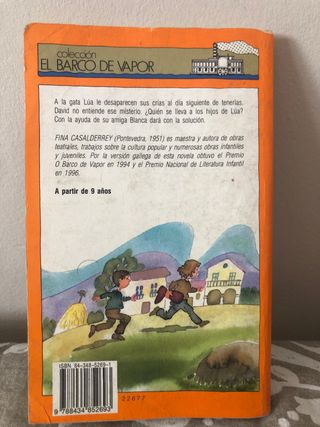 colección
EL BARCO DE VAPOR
A la gata Lúa le desaparecen sus crías al día siguiente de tenerlas.
David no entiende ese misterio. ¿Quién se lleva a los hijos de Lúa?
Con la ayuda de su amiga Blanca dará con la solución.
FINA CASALDERREY (Pontevedra, 1951) es maestra y autora de obras
teatrales, trabajos sobre la cultura popular y numerosas obras infantiles
y juveniles. Por la versión gallega de esta novela obtuvo el Premio
O Barco de Vapor en 1994 y el Premio Nacional de Literatura Infantil
en 1996.
A partir de 9 años
ISBN 84-348-5269-1
9 788434 852693
22677